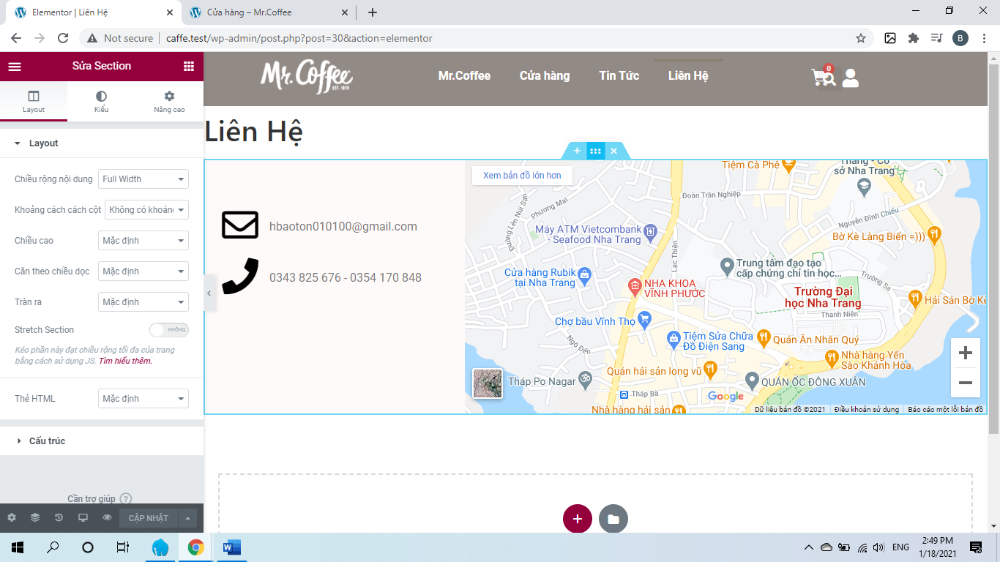 Elementor | Liên Hệ
Cửa hàng – Mr.Coffee
Not secure
caffe.test/wp-admin/post.php?post=30&action=elementor
B
Sửa Section
Layout
Kiểu
Nâng cao
Layout
Chiều rộng nội dung
Full Width
Khoảng cách cách cột
Không có khoản
Chiều cao
Mặc định
Căn theo chiều dọc
Mặc định
Tràn ra
Mặc định
Stretch Section
KHÔNG
Kéo phần này đạt chiều rộng tối đa của trang
bằng cách sử dụng JS. Tìm hiểu thêm.
Thẻ HTML
Mặc định
Cấu trúc
Cần trợ giúp
CẬP NHẬT
Mr. Coffee
EST. 1970
Mr.Coffee
Cửa hàng
Tin Tức
Liên Hệ
0
Liên Hệ
hbaoton010100@gmail.com
0343 825 676 - 0354 170 848
Xem bản đồ lớn hơn
Tiệm Cà Phê
sở Nha Trang
Đoàn Trần Nghiệp
Phương Mai
Đường Lên Núi Sun
Nguyễn Đình Chiểu
Máy ATM Vietcombank
- Seafood Nha Trang
Bờ Kè Làng Biển =)))
Lạc Thiện
Trung tâm đạo tạo
cấp chứng chỉ tin học...
Cửa hàng Rubik
tại Nha Trang
NHA KHOA
VĨNH PHƯỚC
Trường Sa
Trường Đại
học Nha Trang
Hải Sản Bờ Kè
Thanh Niên
Chợ bầu Vĩnh Thọ
Tiệm Sửa Chữa
Đồ Điện Sang
Quán Ăn Nhân Quý
Ngô Đến
Nhà hàng Yến
Sào Khánh Hòa
Quán hải sản long vũ
Tháp Po Nagar
QUÁN ỐC ĐÔNG XUÂN
Tháp Bà
Google
Nhà hàng hải sản
Dữ liệu bản đồ ©2021
Điều khoản sử dụng
Báo cáo một lỗi bản đồ
ENG
2:49 PM
1/18/2021